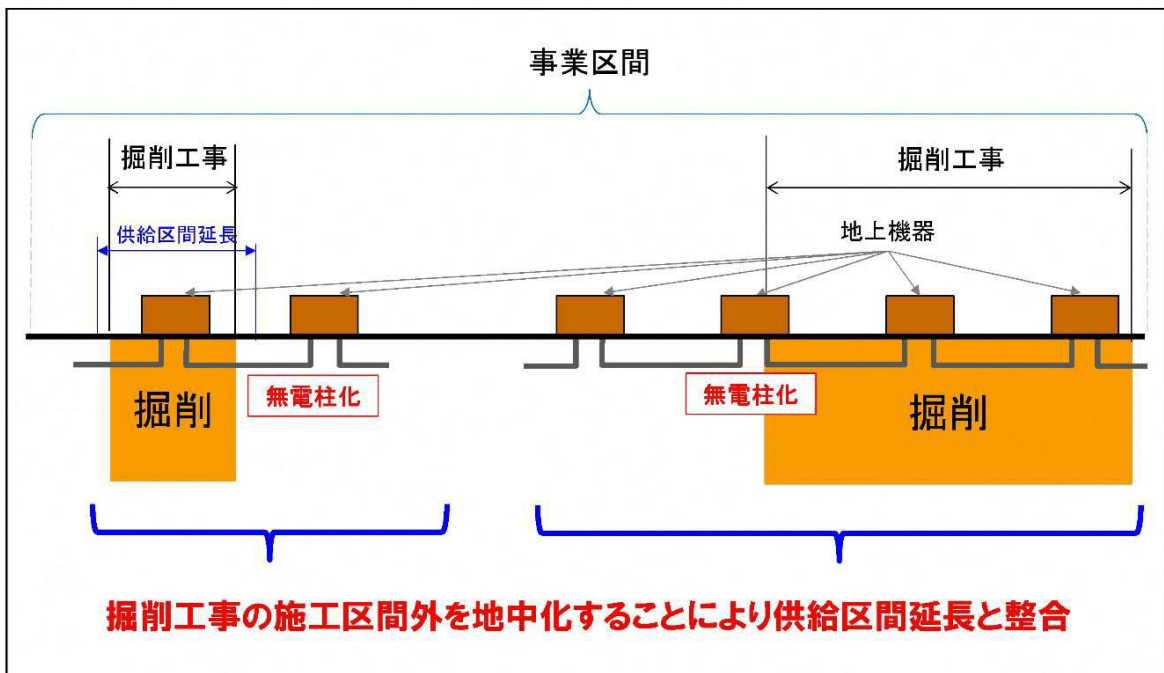 事業区間
掘削工事
掘削工事
供給区間延長
地上機器
無電柱化
無電柱化
掘削
掘削
掘削工事の施工区間外を地中化することにより供給区間延長と整合